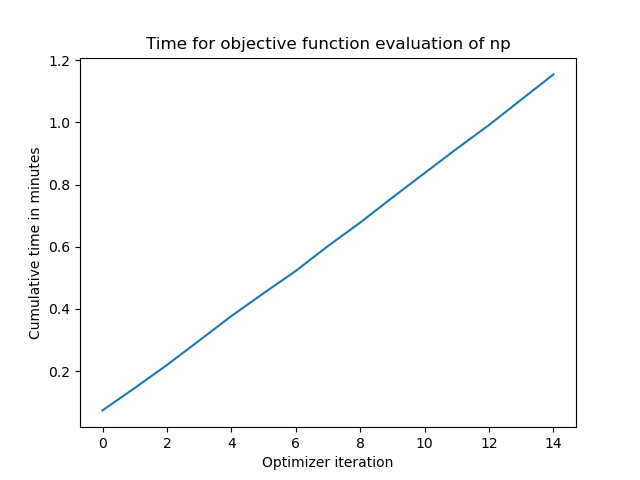 Time for objective function evaluation of np
1.2
1.0
0.8
0.6
0.4
0.2
Cumulative time in minutes
0 2 4 6 8 10 12 14
Optimizer iteration